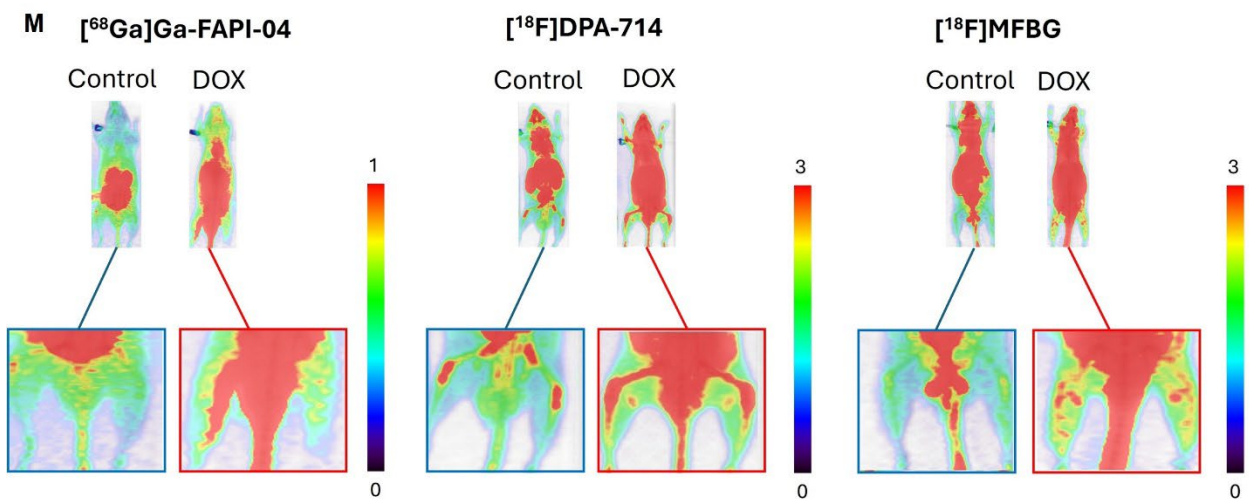 M [⁶⁸Ga]Ga-FAPI-04 [¹⁸F]DPA-714 [¹⁸F]MFBG
Control DOX Control DOX Control DOX
1 3 3
0 0 0